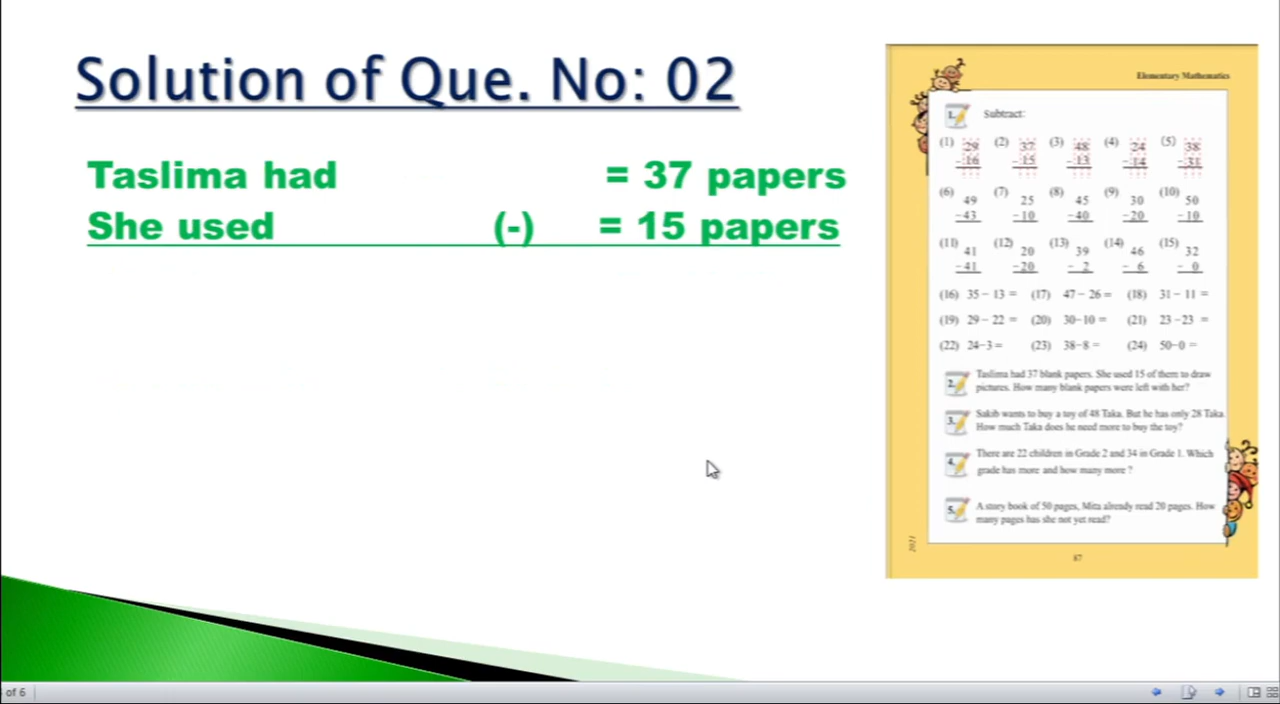 Solution of Que. No: 02
Taslima had = 37 papers
She used (-) = 15 papers
Elementary Mathematics
1. Subtract:
(1) 29 (2) 37 (3) 48 (4) 24 (5) 38
-16 -15 -13 -14 -31
(6) 49 (7) 25 (8) 45 (9) 30 (10) 50
-43 -10 -40 -20 -10
(11) 41 (12) 20 (13) 39 (14) 46 (15) 32
-41 -20 - 2 - 6 - 0
(16) 35 - 13 = (17) 47 - 26 = (18) 31 - 11 =
(19) 29 - 22 = (20) 30-10 = (21) 23 -23 =
(22) 24-3 = (23) 38-8 = (24) 50-0 =
2. Taslima had 37 blank papers. She used 15 of them to draw
pictures. How many blank papers were left with her?
3. Sakib wants to buy a toy of 48 Taka. But he has only 28 Taka.
How much Taka does he need more to buy the toy?
4. There are 22 children in Grade 2 and 34 in Grade 1. Which
grade has more and how many more ?
5. A story book of 50 pages, Mita already read 20 pages. How
many pages has she not yet read?
2021
87
of 6